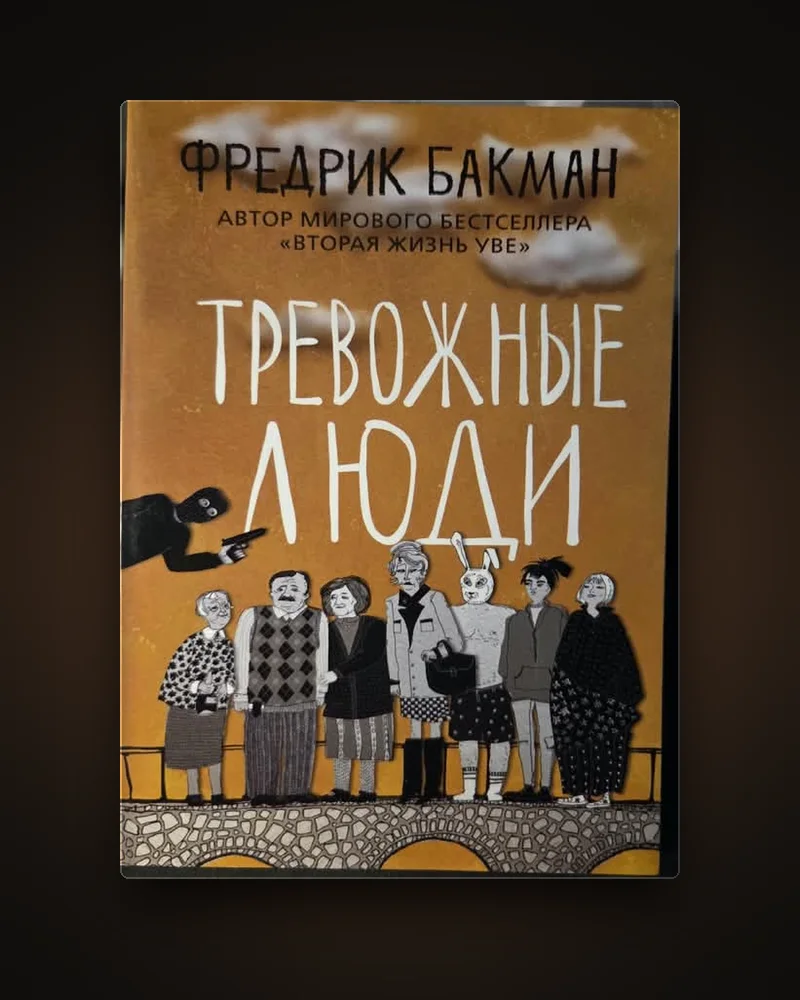 ФРЕДРИК БАКМАН
АВТОР МИРОВОГО БЕСТСЕЛЛЕРА
«ВТОРАЯ ЖИЗНЬ УВЕ»
ТРЕВОЖНЫЕ
ЛЮДИ